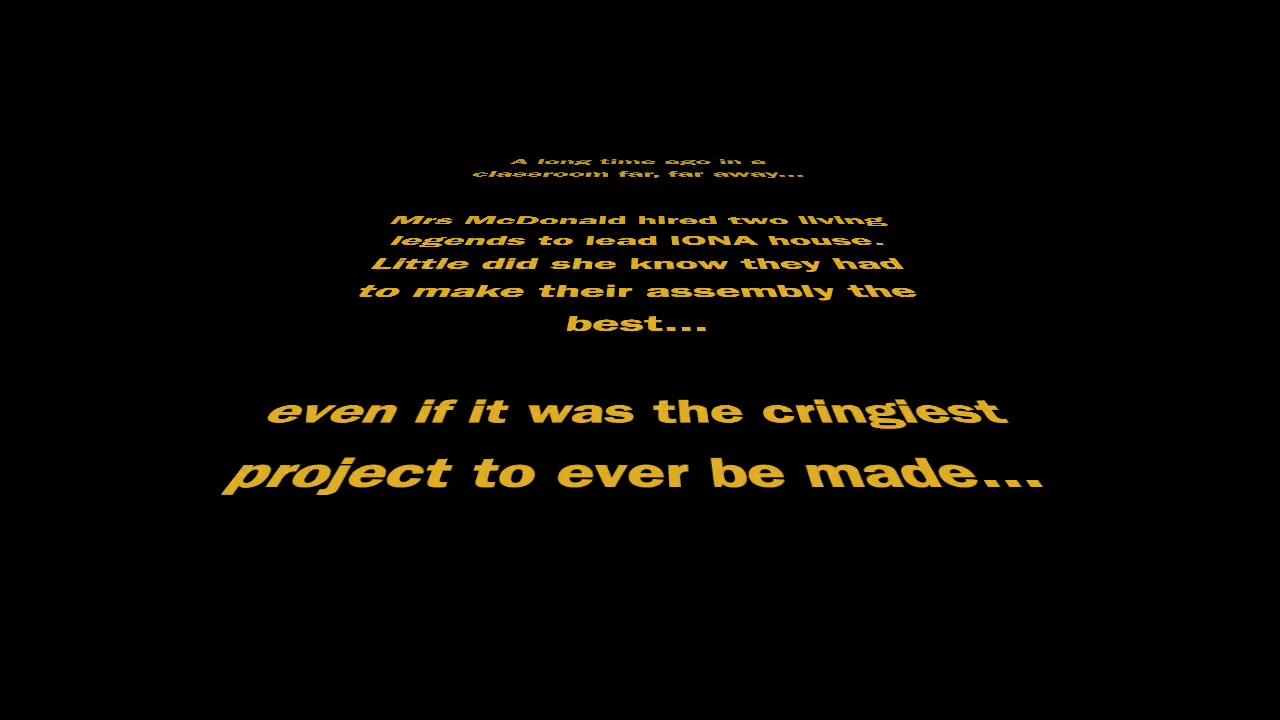 A long time ago in a
classroom far, far away...
Mrs McDonald hired two living
legends to lead IONA house.
Little did she know they had
to make their assembly the
best...
even if it was the cringiest
project to ever be made...